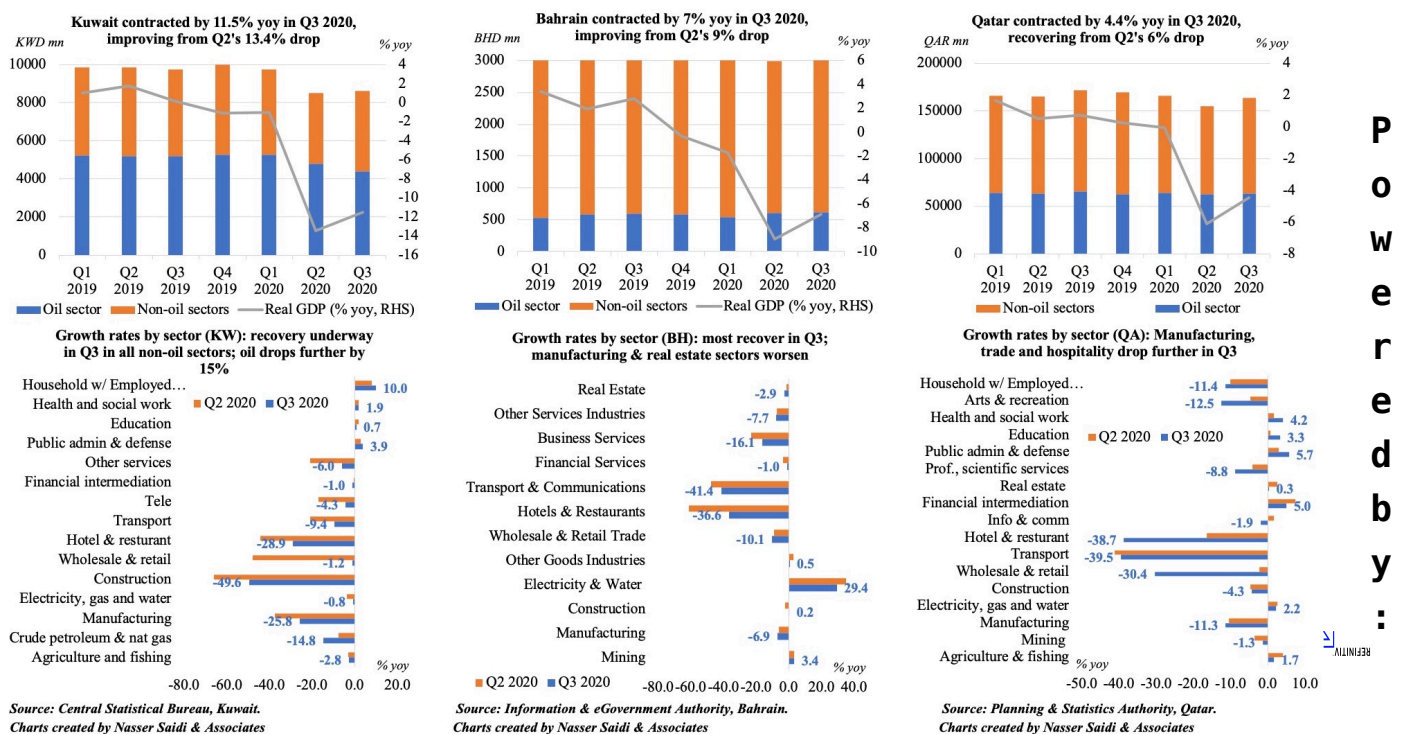 Kuwait contracted by 11.5% yoy in Q3 2020,
improving from Q2's 13.4% drop
KWD mn
% yoy
10000
8000
6000
4000
2000
0
4
2
0
-2
-4
-6
-8
-10
-12
-14
-16
Q1 Q2 Q3 Q4 Q1 Q2 Q3
2019 2019 2019 2019 2020 2020 2020
Oil sector Non-oil sectors Real GDP (% yoy, RHS)
Bahrain contracted by 7% yoy in Q3 2020,
improving from Q2's 9% drop
BHD mn
% yoy
3000
2500
2000
1500
1000
500
0
6
4
2
0
-2
-4
-6
-8
-10
Q1 Q2 Q3 Q4 Q1 Q2 Q3
2019 2019 2019 2019 2020 2020 2020
Oil sector Non-oil sectors Real GDP (% yoy, RHS)
Qatar contracted by 4.4% yoy in Q3 2020,
recovering from Q2's 6% drop
QAR mn
% yoy
200000
150000
100000
50000
0
4
2
0
-2
-4
-6
-8
Q1 Q2 Q3 Q4 Q1 Q2 Q3
2019 2019 2019 2019 2020 2020 2020
Non-oil sectors Oil sector
Growth rates by sector (KW): recovery underway
in Q3 in all non-oil sectors; oil drops further by
15%
Q2 2020 Q3 2020
Household w/ Employed… 10.0
Health and social work 1.9
Education 0.7
Public admin & defense 3.9
Other services -6.0
Financial intermediation -1.0
Tele -4.3
Transport -9.4
Hotel & resturant -28.9
Wholesale & retail -1.2
Construction -49.6
Electricity, gas and water -0.8
Manufacturing -25.8
Crude petroleum & nat gas -14.8
Agriculture and fishing -2.8
% yoy
-80.0 -60.0 -40.0 -20.0 0.0 20.0
Source: Central Statistical Bureau, Kuwait.
Charts created by Nasser Saidi & Associates
Growth rates by sector (BH): most recover in Q3;
manufacturing & real estate sectors worsen
Real Estate -2.9
Other Services Industries -7.7
Business Services -16.1
Financial Services -1.0
Transport & Communications -41.4
Hotels & Restaurants -36.6
Wholesale & Retail Trade -10.1
Other Goods Industries 0.5
Electricity & Water 29.4
Construction 0.2
Manufacturing -6.9
Mining 3.4
% yoy
Q2 2020 Q3 2020
-80.0 -60.0 -40.0 -20.0 0.0 20.0 40.0
Source: Information & eGovernment Authority, Bahrain.
Charts created by Nasser Saidi & Associates
Growth rates by sector (QA): Manufacturing,
trade and hospitality drop further in Q3
Q2 2020 Q3 2020
Household w/ Employed… -11.4
Arts & recreation -12.5
Health and social work 4.2
Education 3.3
Public admin & defense 5.7
Prof., scientific services -8.8
Real estate 0.3
Financial intermediation 5.0
Info & comm -1.9
Hotel & resturant -38.7
Transport -39.5
Wholesale & retail -30.4
Construction -4.3
Electricity, gas and water 2.2
Manufacturing -11.3
Mining -1.3
Agriculture & fishing 1.7
% yoy
-50.0 -40.0 -30.0 -20.0 -10.0 0.0 10.0
Source: Planning & Statistics Authority, Qatar.
Charts created by Nasser Saidi & Associates
Powered by:
REFINITIV